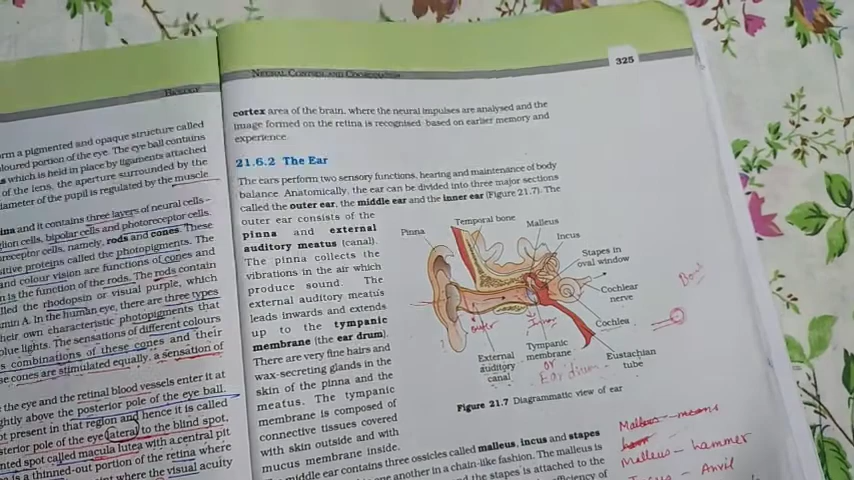 BIOLOGY
rm a pigmented and opaque structure called
loured portion of the eye. The eye ball contains
s which is held in place by ligaments attached
of the lens, the aperture surrounded by the
iameter of the pupil is regulated by the muscle
ina and it contains three layers of neural cells –
glion cells, bipolar cells and photoreceptor cells.
receptor cells, namely, rods and cones. These
sitive proteins called the photopigments. The
and colour vision are functions of cones and
n is the function of the rods. The rods contain
lled the rhodopsin or visual purple, which
min A. In the human eye, there are three types
heir own characteristic photopigments that
blue lights. The sensations of different colours
s combinations of these cones and their
se cones are stimulated equally, a sensation of
the eye and the retinal blood vessels enter it at
ghtly above the posterior pole of the eye ball.
ot present in that region and hence it is called
sterior pole of the eye lateral to the blind spot,
nted spot called macula lutea with a central pit
is a thinned-out portion of the retina where
int where the visual acuity
NEURAL CONTROL AND COORDINATION
325
cortex area of the brain, where the neural impulses are analysed and the
image formed on the retina is recognised based on earlier memory and
experience.
21.6.2 The Ear
The ears perform two sensory functions, hearing and maintenance of body
balance. Anatomically, the ear can be divided into three major sections
called the outer ear, the middle ear and the inner ear (Figure 21.7). The
outer ear consists of the
pinna and external
auditory meatus (canal).
The pinna collects the
vibrations in the air which
produce sound. The
external auditory meatus
leads inwards and extends
up to the tympanic
membrane (the ear drum).
There are very fine hairs and
wax-secreting glands in the
skin of the pinna and the
meatus. The tympanic
membrane is composed of
connective tissues covered
with skin outside and with
mucus membrane inside.
Pinna
Temporal bone
Malleus
Incus
Stapes in
oval window
Cochlear
nerve
Cochlea
Eustachian
tube
Tympanic
membrane
or
Ear drum
External
auditory
canal
outer
Figure 21.7 Diagrammatic view of ear
middle ear contains three ossicles called malleus, incus and stapes
one another in a chain-like fashion. The malleus is
and the stapes is attached to the
efficiency of
Malleus - means
Malleus - hammer
Incus - Anvil